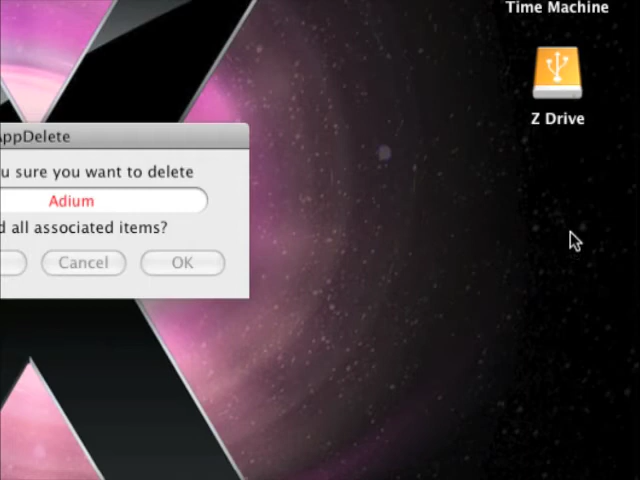 Time Machine
Z Drive
AppDelete
u sure you want to delete
Adium
d all associated items?
Cancel
OK